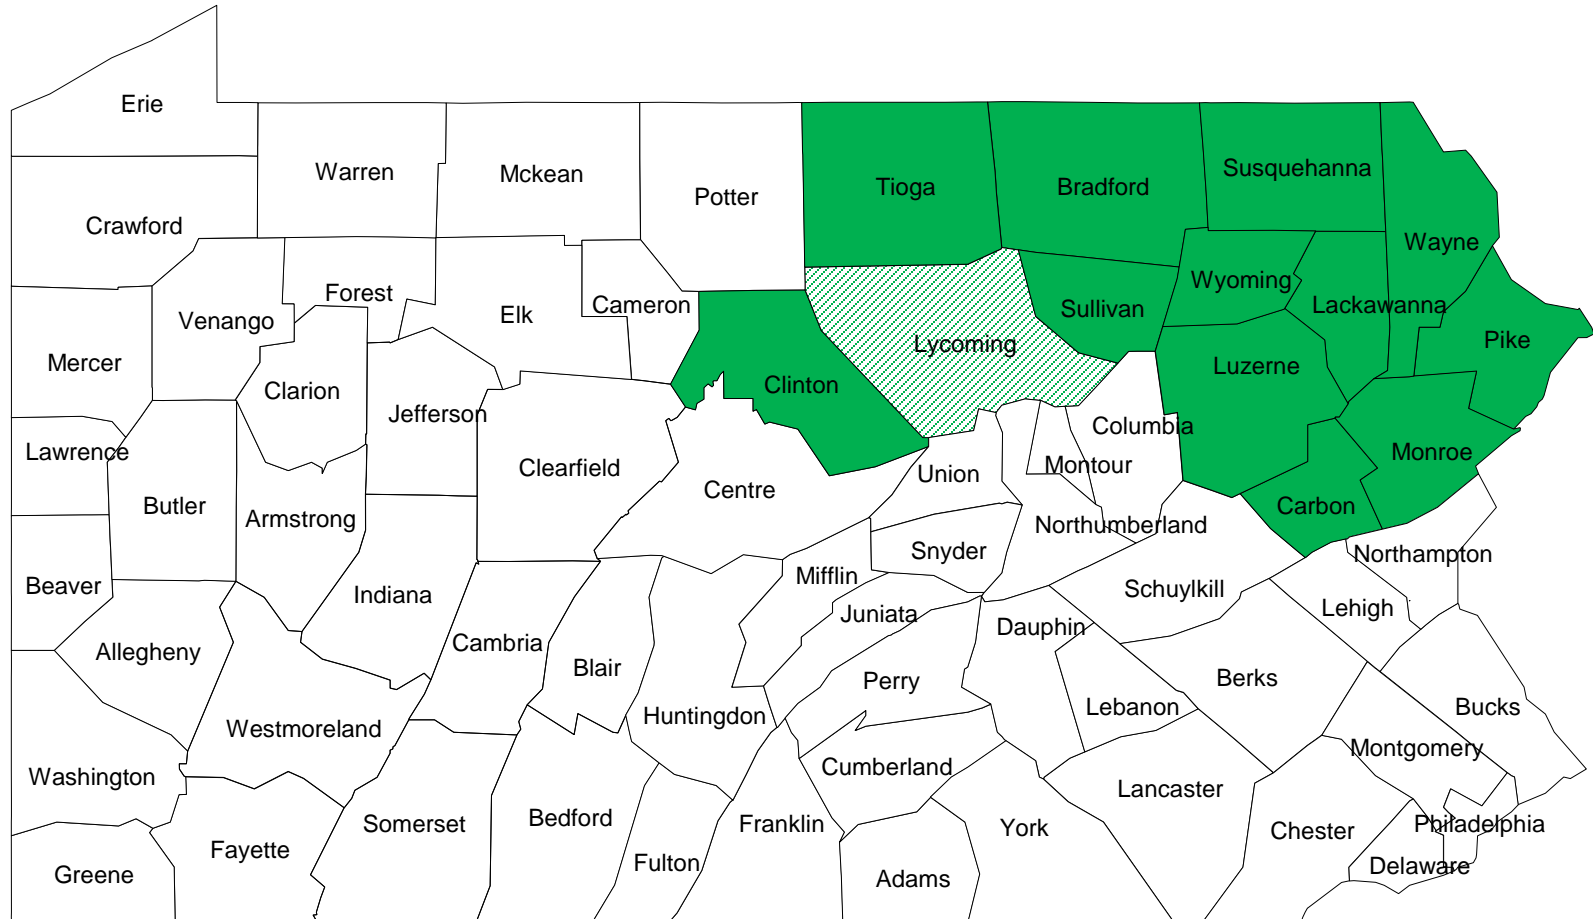 Erie
Warren
Mckean
Potter
Tioga
Bradford
Susquehanna
Crawford
Wayne
Venango
Forest
Elk
Cameron
Wyoming
Lackawanna
Sullivan
Pike
Mercer
Lycoming
Luzerne
Clarion
Clinton
Jefferson
Columbia
Lawrence
Monroe
Clearfield
Centre
Union
Montour
Butler
Armstrong
Carbon
Northumberland
Snyder
Northampton
Beaver
Indiana
Mifflin
Schuylkill
Lehigh
Juniata
Dauphin
Allegheny
Cambria
Blair
Perry
Berks
Lebanon
Bucks
Huntingdon
Westmoreland
Montgomery
Washington
Cumberland
Lancaster
Bedford
Somerset
Franklin
York
Chester
Philadelphia
Fayette
Fulton
Delaware
Greene
Adams